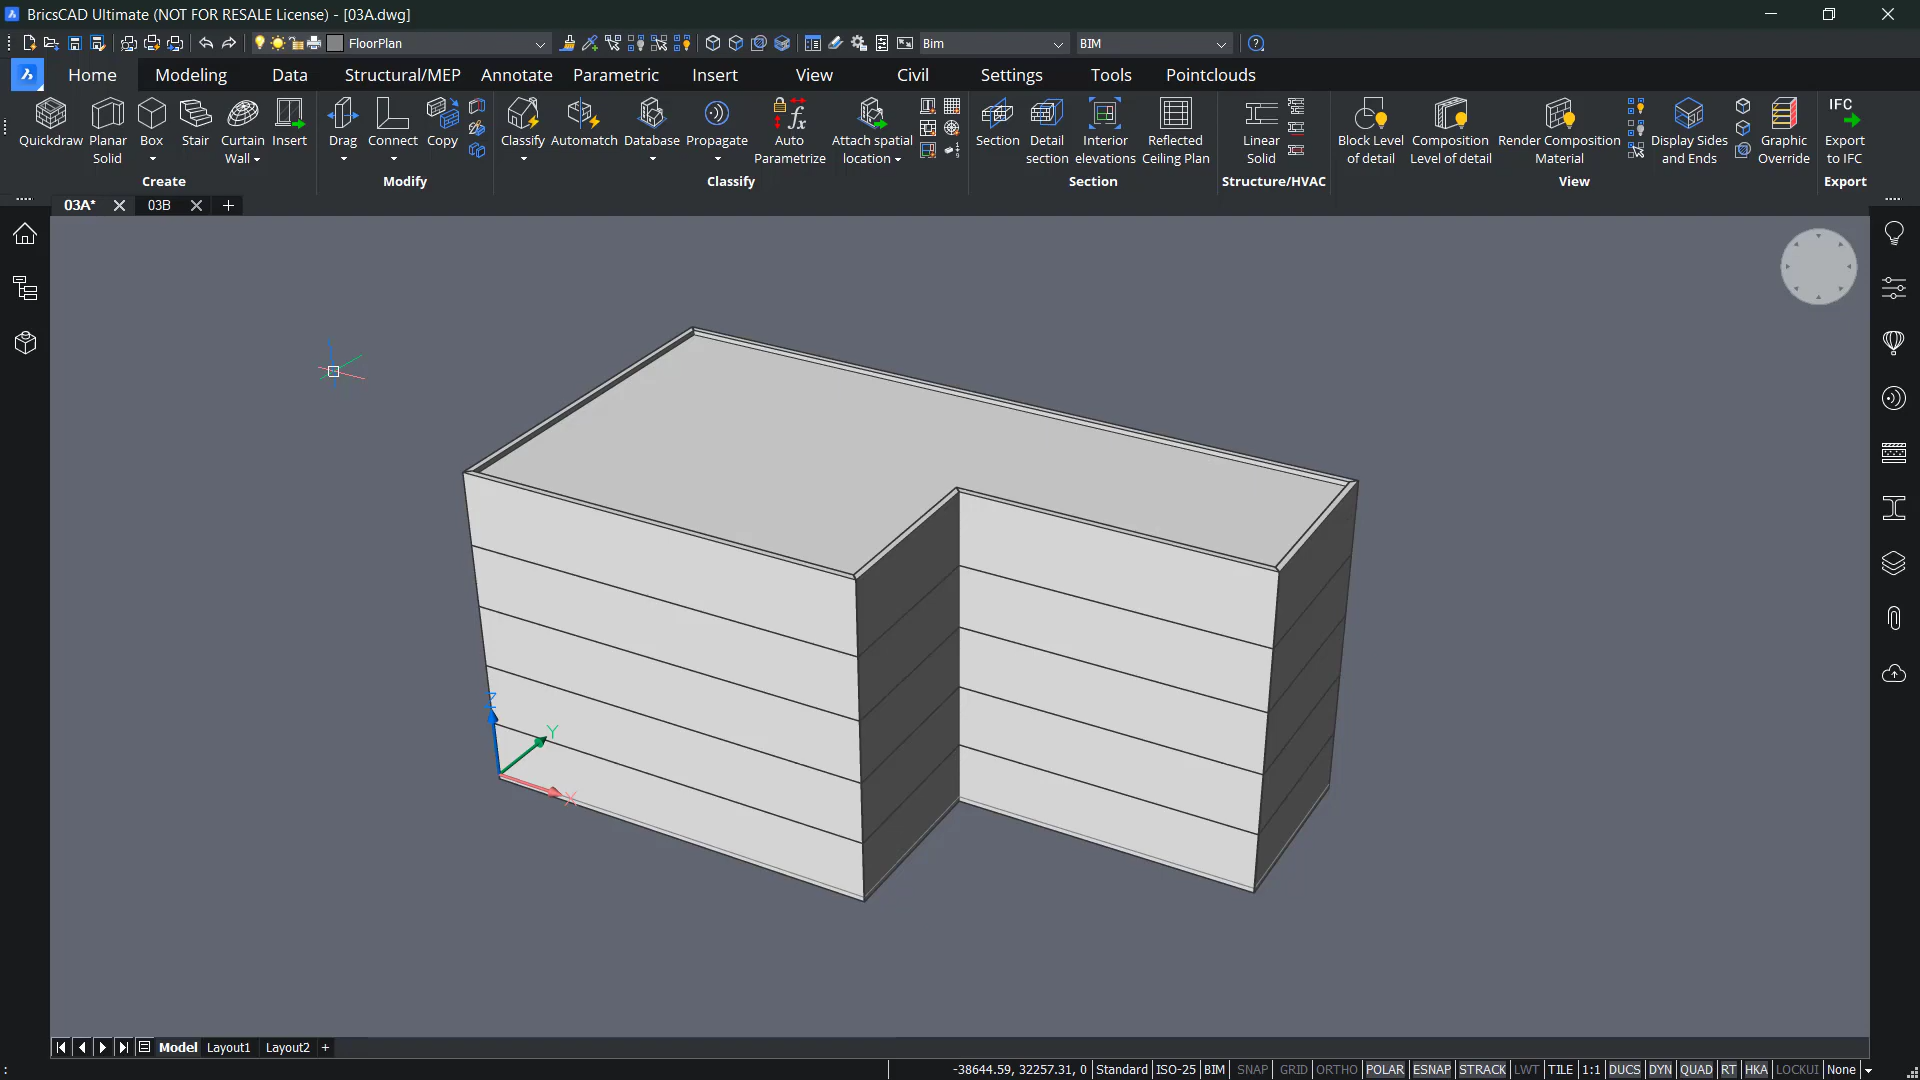 BricsCAD Ultimate (NOT FOR RESALE License) - [03A.dwg]
FloorPlan Bim BIM
Home Modeling Data Structural/MEP Annotate Parametric Insert View Civil Settings Tools Pointclouds
Quickdraw Planar Solid Box Stair Curtain Wall Insert
Create
Drag Connect Copy
Modify
Classify Automatch Database Propagate Auto Parametrize Attach spatial location
Classify
Section Detail section Interior elevations Reflected Ceiling Plan
Section
Linear Solid
Structure/HVAC
Block Level of detail Composition Level of detail Render Composition Material Display Sides and Ends Graphic Override
View
IFC
Export to IFC
Export
03A* 03B +
Z
Y
X
Model Layout1 Layout2 +
: -38644.59, 32257.31, 0 Standard ISO-25 BIM SNAP GRID ORTHO POLAR ESNAP STRACK LWT TILE 1:1 DUCS DYN QUAD RT HKA LOCKUI None